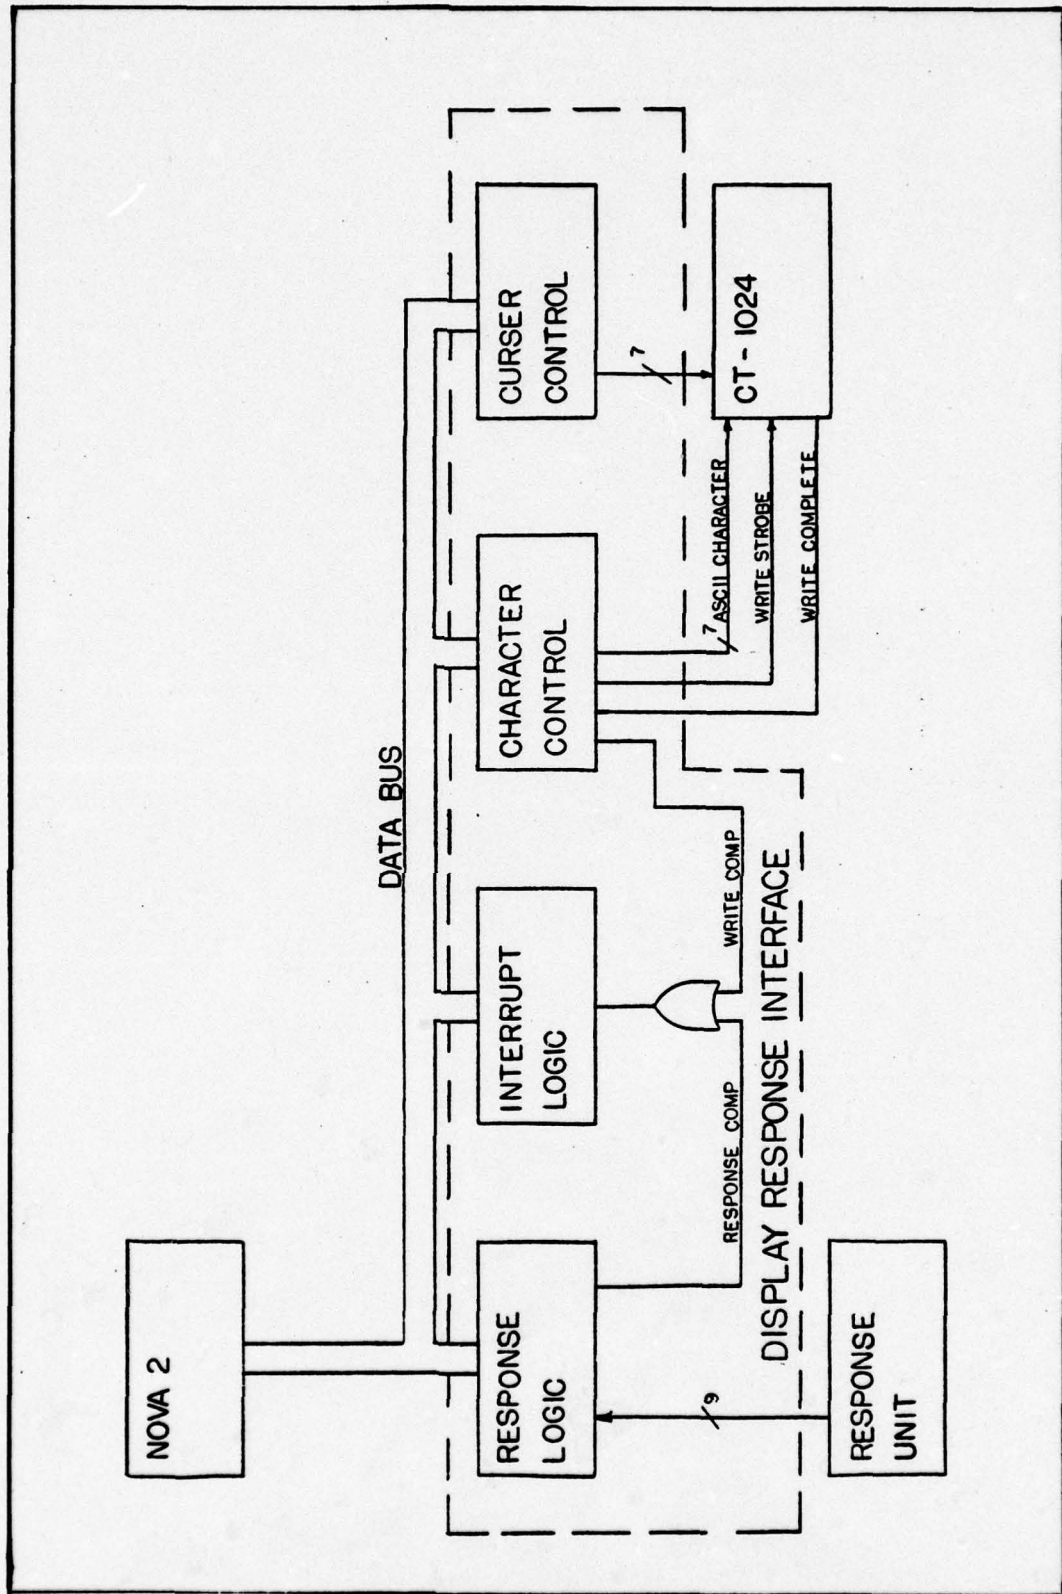 NOVA 2
DATA BUS
RESPONSE
LOGIC
INTERRUPT
LOGIC
CHARACTER
CONTROL
CURSER
CONTROL
7
7 ASCII CHARACTER
WRITE STROBE
WRITE COMPLETE
CT-1024
RESPONSE COMP
WRITE COMP
9
DISPLAY RESPONSE INTERFACE
RESPONSE
UNIT